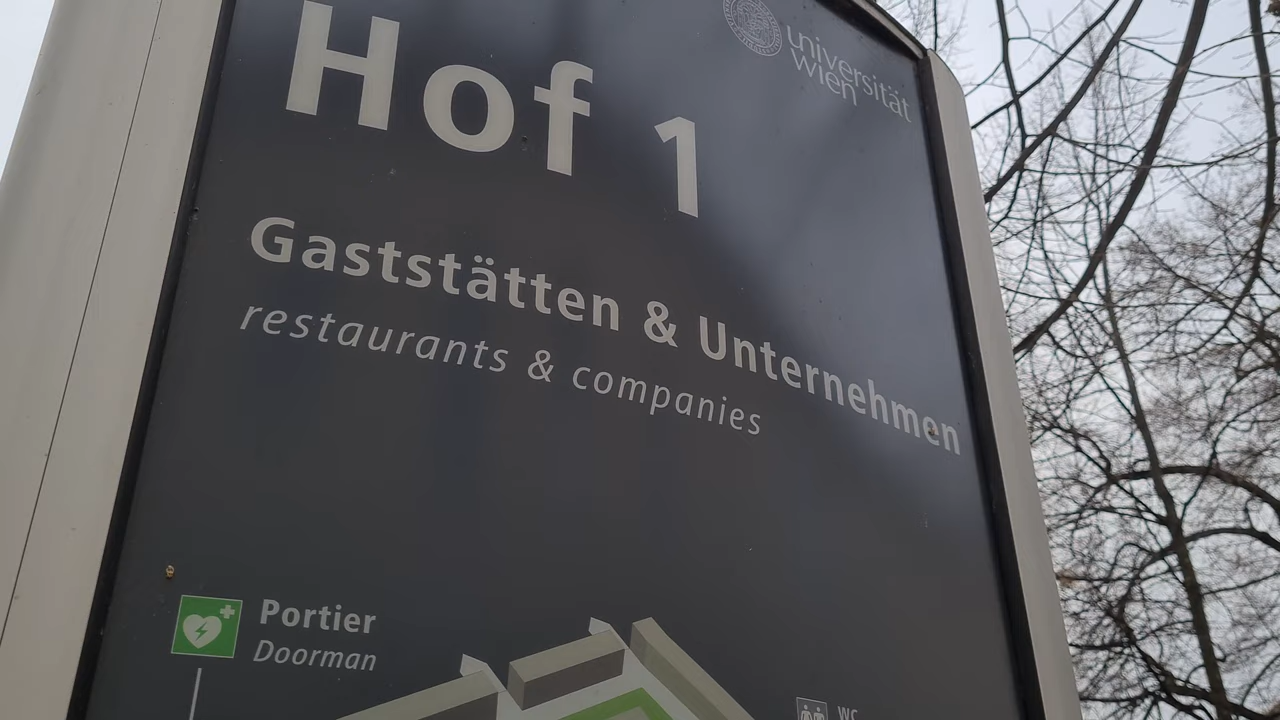 universität
wien
Hof 1
Gaststätten & Unternehmen
restaurants & companies
Portier
Doorman
WC